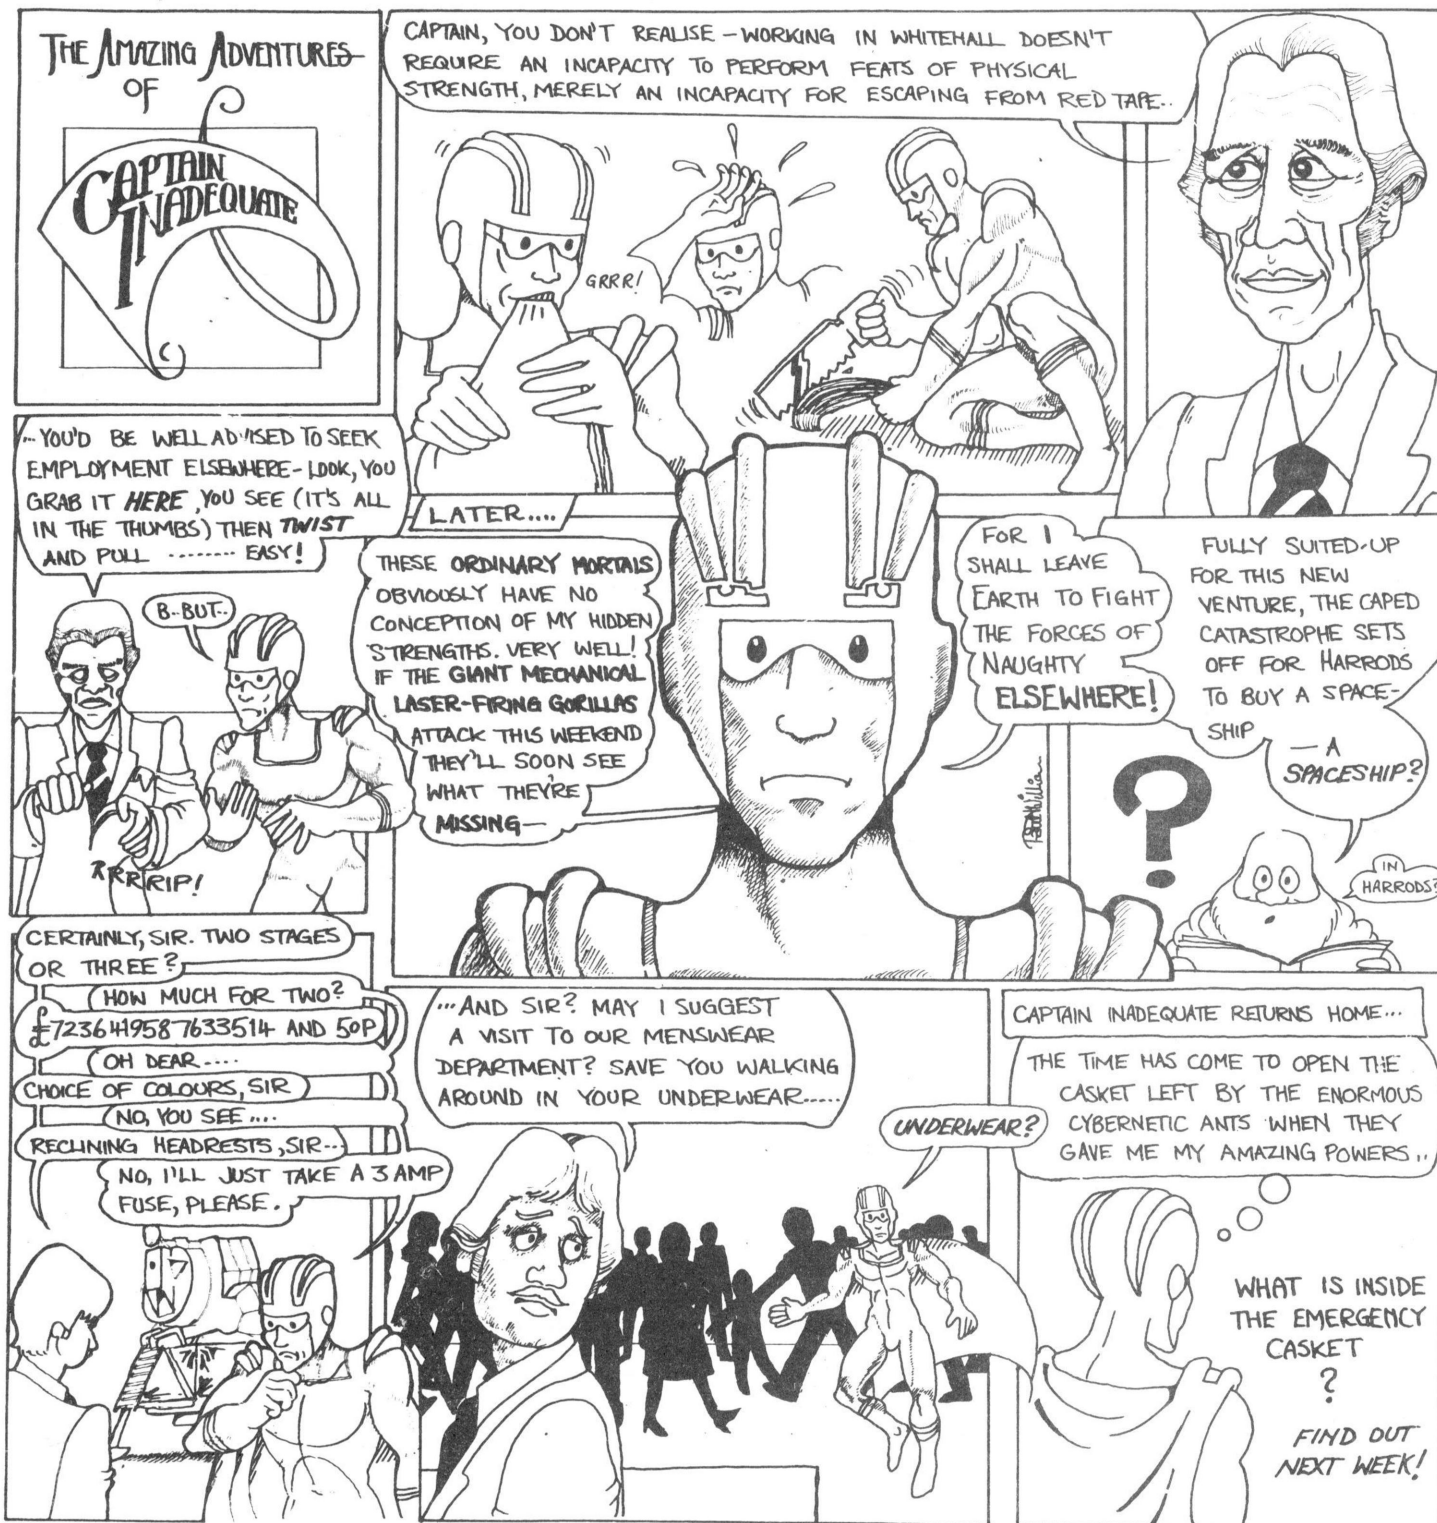 THE AMAZING ADVENTURES
OF
CAPTAIN
INADEQUATE
CAPTAIN, YOU DON'T REALISE - WORKING IN WHITEHALL DOESN'T
REQUIRE AN INCAPACITY TO PERFORM FEATS OF PHYSICAL
STRENGTH, MERELY AN INCAPACITY FOR ESCAPING FROM RED TAPE..
GRRR!
...YOU'D BE WELL ADVISED TO SEEK
EMPLOYMENT ELSEWHERE - LOOK, YOU
GRAB IT HERE, YOU SEE (IT'S ALL
IN THE THUMBS) THEN TWIST
AND PULL ........ EASY!
B..BUT..
RRRRIP!
LATER....
THESE ORDINARY MORTALS
OBVIOUSLY HAVE NO
CONCEPTION OF MY HIDDEN
STRENGTHS. VERY WELL!
IF THE GIANT MECHANICAL
LASER-FIRING GORILLAS
ATTACK THIS WEEKEND
THEY'LL SOON SEE
WHAT THEY'RE
MISSING—
FOR I
SHALL LEAVE
EARTH TO FIGHT
THE FORCES OF
NAUGHTY
ELSEWHERE!
FULLY SUITED-UP
FOR THIS NEW
VENTURE, THE CAPED
CATASTROPHE SETS
OFF FOR HARRODS
TO BUY A SPACE-
SHIP
— A
SPACESHIP?
?
IN
HARRODS?
CERTAINLY, SIR. TWO STAGES
OR THREE?
HOW MUCH FOR TWO?
£7236419587633514 AND 50P
OH DEAR ....
CHOICE OF COLOURS, SIR
NO, YOU SEE ....
RECLINING HEADRESTS, SIR...
NO, I'LL JUST TAKE A 3 AMP
FUSE, PLEASE.
...AND SIR? MAY I SUGGEST
A VISIT TO OUR MENSWEAR
DEPARTMENT? SAVE YOU WALKING
AROUND IN YOUR UNDERWEAR.....
UNDERWEAR?
CAPTAIN INADEQUATE RETURNS HOME...
THE TIME HAS COME TO OPEN THE
CASKET LEFT BY THE ENORMOUS
CYBERNETIC ANTS WHEN THEY
GAVE ME MY AMAZING POWERS..
WHAT IS INSIDE
THE EMERGENCY
CASKET
?
FIND OUT
NEXT WEEK!